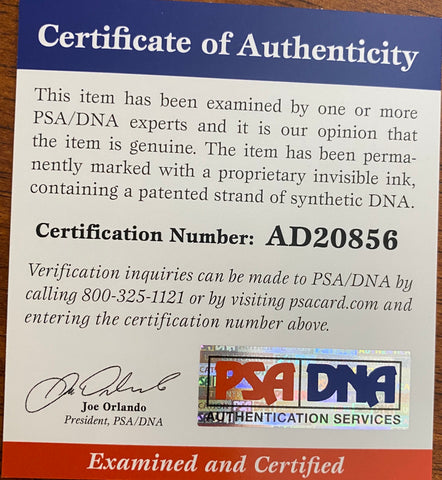 Certificate of Authenticity
This item has been examined by one or more
PSA/DNA experts and it is our opinion that
the item is genuine. The item has been perma-
nently marked with a proprietary invisible ink,
containing a patented strand of synthetic DNA.
Certification Number: AD20856
Verification inquiries can be made to PSA/DNA by
calling 800-325-1121 or by visiting psacard.com and
entering the certification number above.
Joe Orlando
President, PSA/DNA
PSA DNA
AUTHENTICATION SERVICES
Examined and Certified